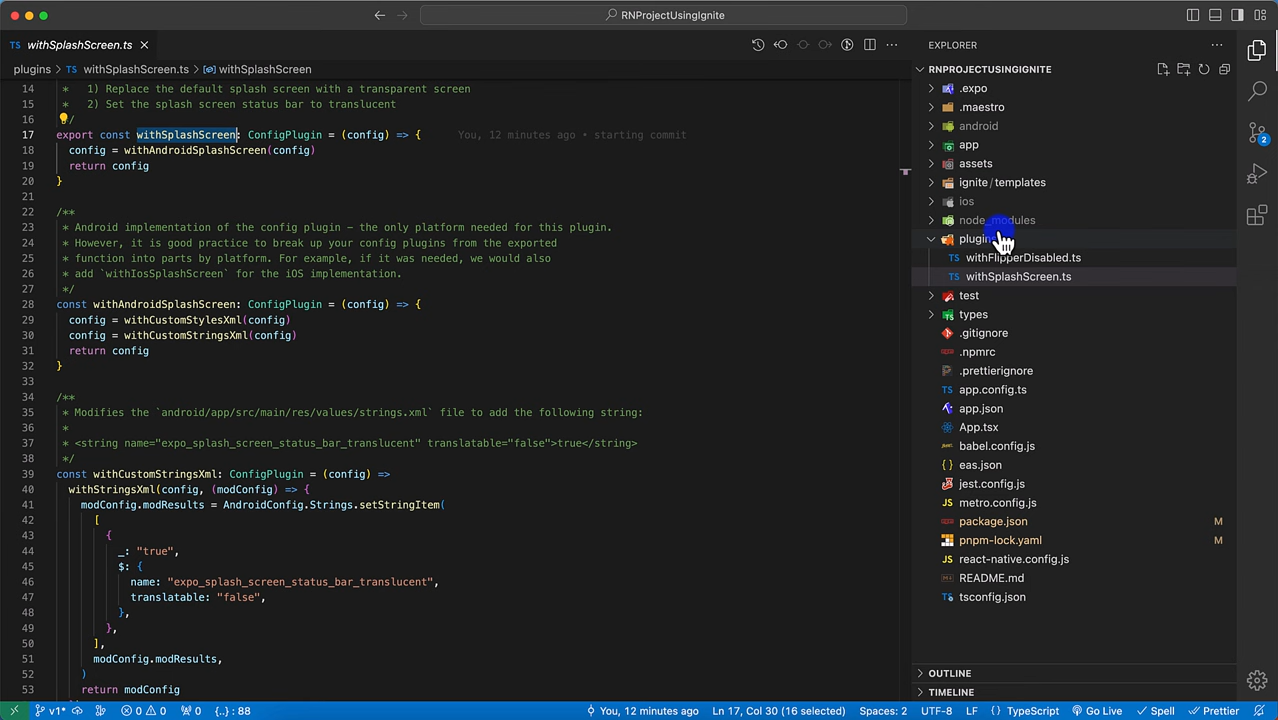 RNProjectUsingIgnite
TS withSplashScreen.ts
plugins > TS withSplashScreen.ts > withSplashScreen
14 * 1) Replace the default splash screen with a transparent screen
15 * 2) Set the splash screen status bar to translucent
16 */
17 export const withSplashScreen: ConfigPlugin = (config) => { You, 12 minutes ago • starting commit
18 config = withAndroidSplashScreen(config)
19 return config
20 }
21
22 /**
23 * Android implementation of the config plugin - the only platform needed for this plugin.
24 * However, it is good practice to break up your config plugins from the exported
25 * function into parts by platform. For example, if it was needed, we would also
26 * add `withIosSplashScreen` for the iOS implementation.
27 */
28 const withAndroidSplashScreen: ConfigPlugin = (config) => {
29 config = withCustomStylesXml(config)
30 config = withCustomStringsXml(config)
31 return config
32 }
33
34 /**
35 * Modifies the `android/app/src/main/res/values/strings.xml` file to add the following string:
36 *
37 * <string name="expo_splash_screen_status_bar_translucent" translatable="false">true</string>
38 */
39 const withCustomStringsXml: ConfigPlugin = (config) =>
40 withStringsXml(config, (modConfig) => {
41 modConfig.modResults = AndroidConfig.Strings.setStringItem(
42 [
43 {
44 _: "true",
45 $: {
46 name: "expo_splash_screen_status_bar_translucent",
47 translatable: "false",
48 },
49 },
50 ],
51 modConfig.modResults,
52 )
53 return modConfig
EXPLORER
RNPROJECTUSINGIGNITE
.expo
.maestro
android
app
assets
ignite / templates
ios
node_modules
plugins
TS withFlipperDisabled.ts
TS withSplashScreen.ts
test
types
.gitignore
.npmrc
.prettierignore
TS app.config.ts
app.json
App.tsx
babel.config.js
eas.json
jest.config.js
JS metro.config.js
package.json M
pnpm-lock.yaml M
JS react-native.config.js
README.md
tsconfig.json
OUTLINE
TIMELINE
2
v1* 0 0 0 {..} : 88 You, 12 minutes ago Ln 17, Col 30 (16 selected) Spaces: 2 UTF-8 LF {} TypeScript Go Live Spell Prettier